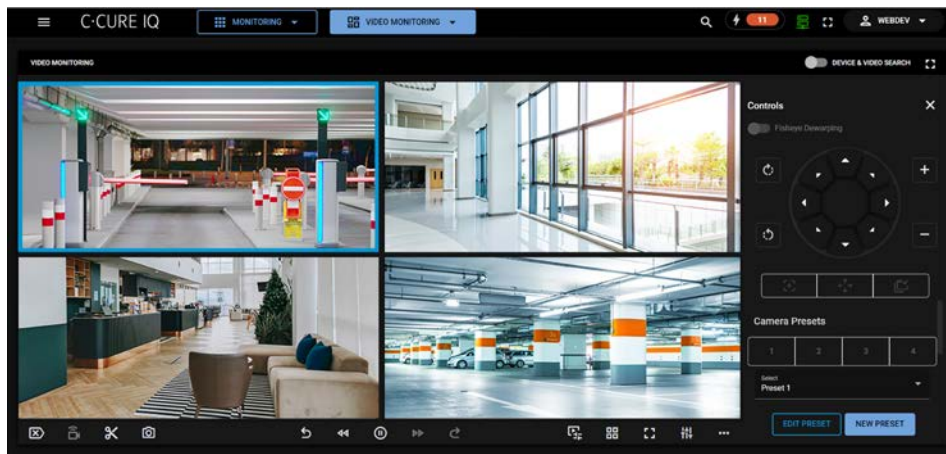 C•CURE IQ
MONITORING
VIDEO MONITORING
11
WEBDEV
VIDEO MONITORING
DEVICE & VIDEO SEARCH
Controls
Fisheye Dewarping
Camera Presets
1 2 3 4
Select
Preset 1
EDIT PRESET NEW PRESET